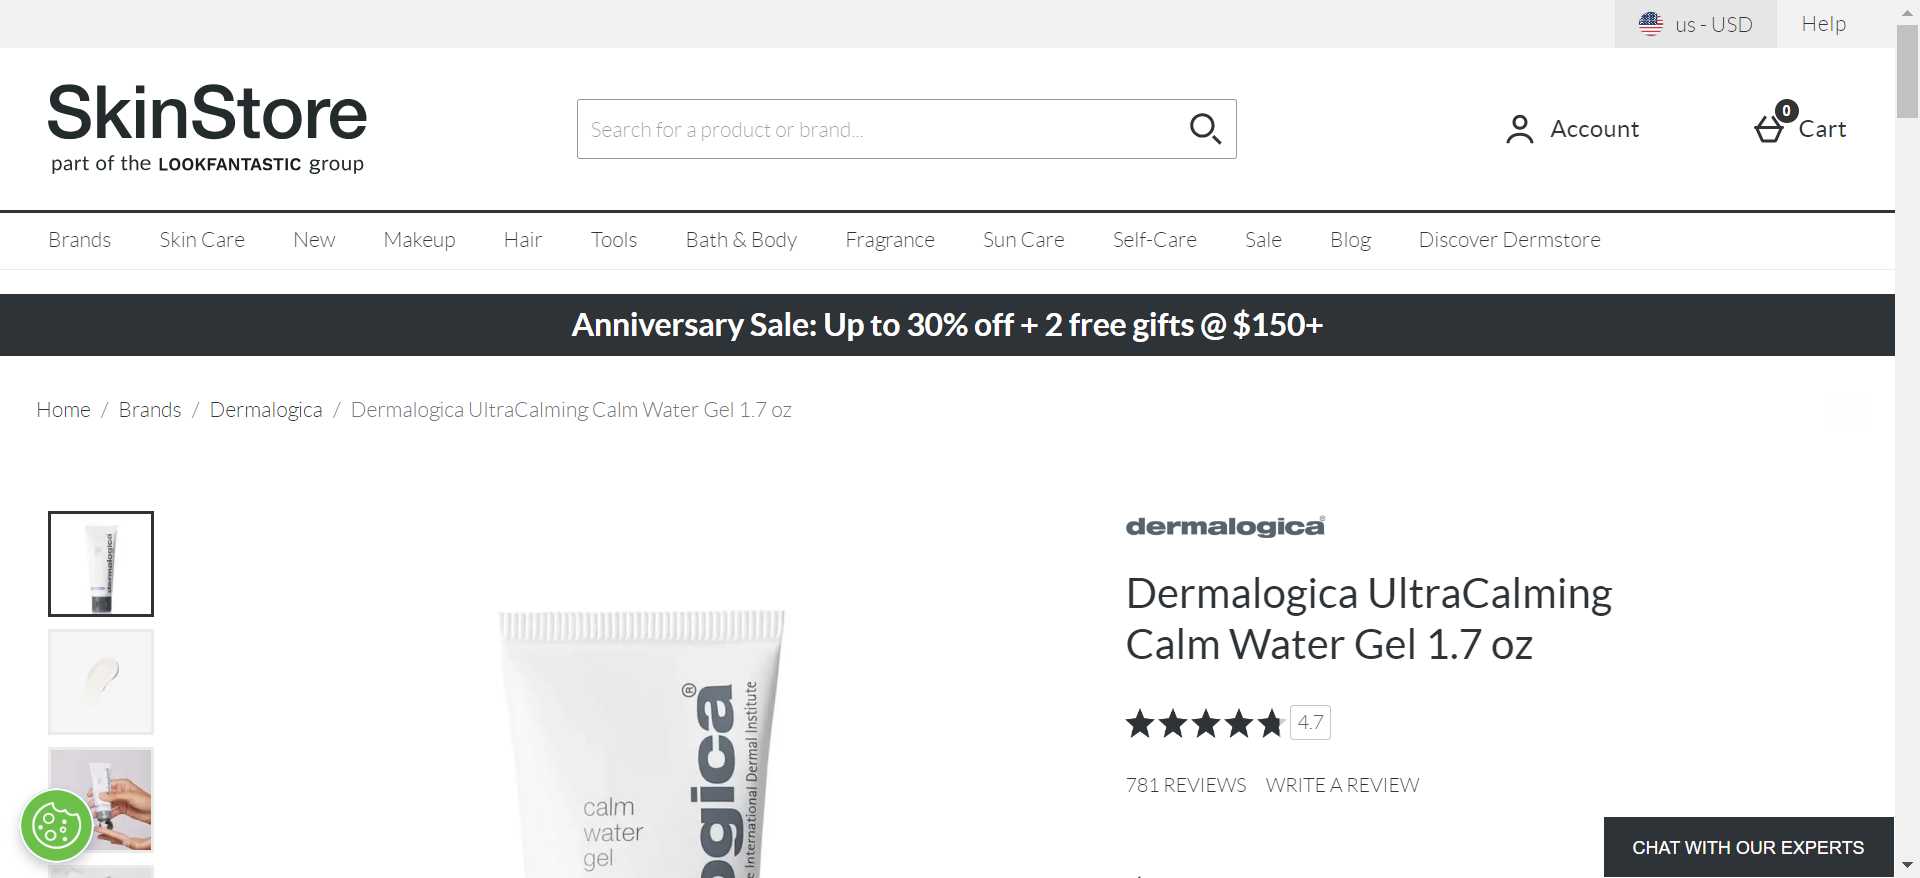 us - USD
Help
SkinStore
part of the LOOKFANTASTIC group
Search for a product or brand...
Account
0
Cart
Brands
Skin Care
New
Makeup
Hair
Tools
Bath & Body
Fragrance
Sun Care
Self-Care
Sale
Blog
Discover Dermstore
Anniversary Sale: Up to 30% off + 2 free gifts @ $150+
Home / Brands / Dermalogica / Dermalogica UltraCalming Calm Water Gel 1.7 oz
dermalogica
calm
water
gel
ogica®
e International Dermal Institute
dermalogica®
Dermalogica UltraCalming
Calm Water Gel 1.7 oz
4.7
781 REVIEWS
WRITE A REVIEW
CHAT WITH OUR EXPERTS